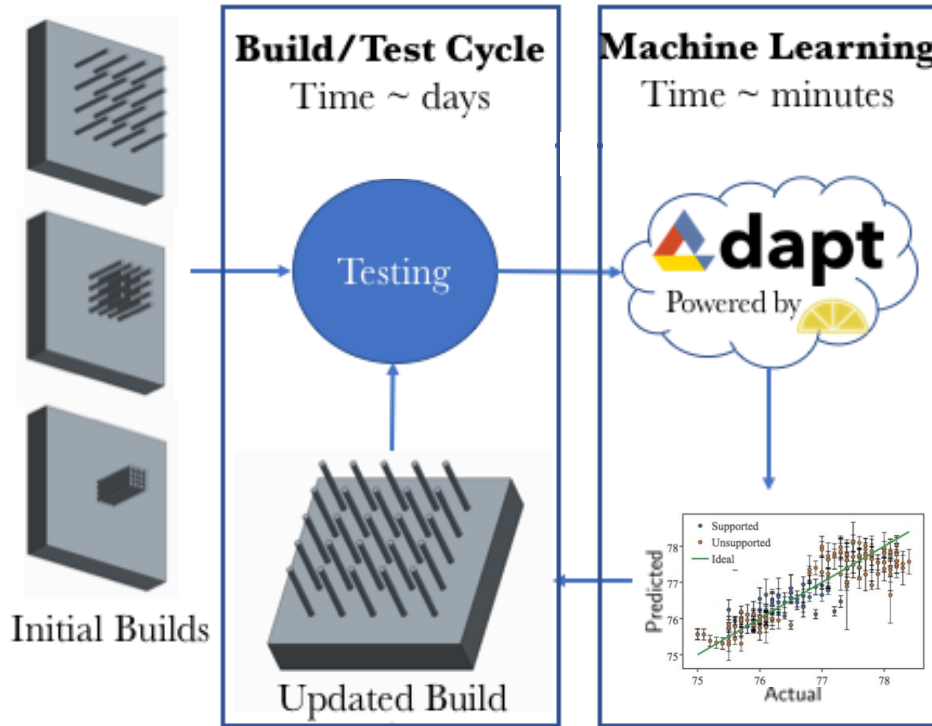 Build/Test Cycle
Time ~ days
Machine Learning
Time ~ minutes
Testing
Adapt
Powered by
Initial Builds
Updated Build
Supported
Unsupported
Ideal
Predicted
78
77
76
75
75 76 77 78
Actual